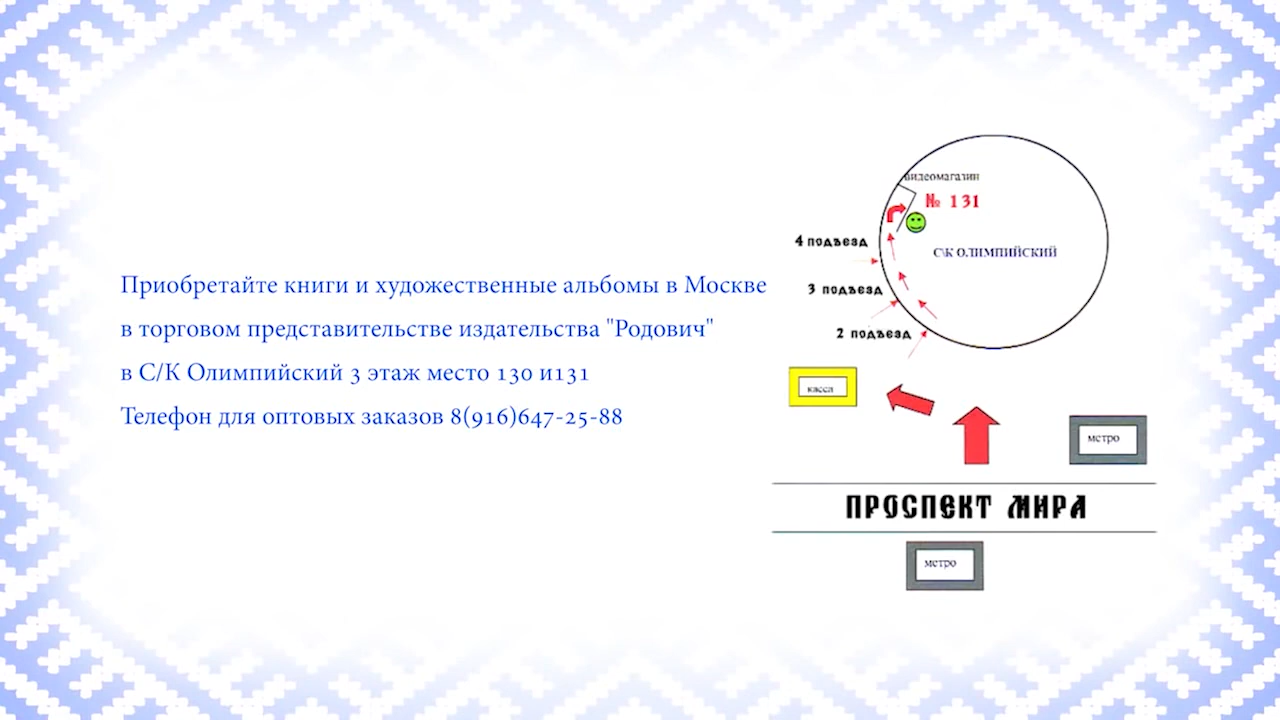 Приобретайте книги и художественные альбомы в Москве
в торговом представительстве издательства "Родович"
в С/К Олимпийский 3 этаж место 130 и131
Телефон для оптовых заказов 8(916)647-25-88
видеомагазин
№ 131
С\К ОЛИМПИЙСКИЙ
4 подъезд
3 подъезд
2 подъезд
касса
метро
ПРОСПЕКТ МИРА
метро